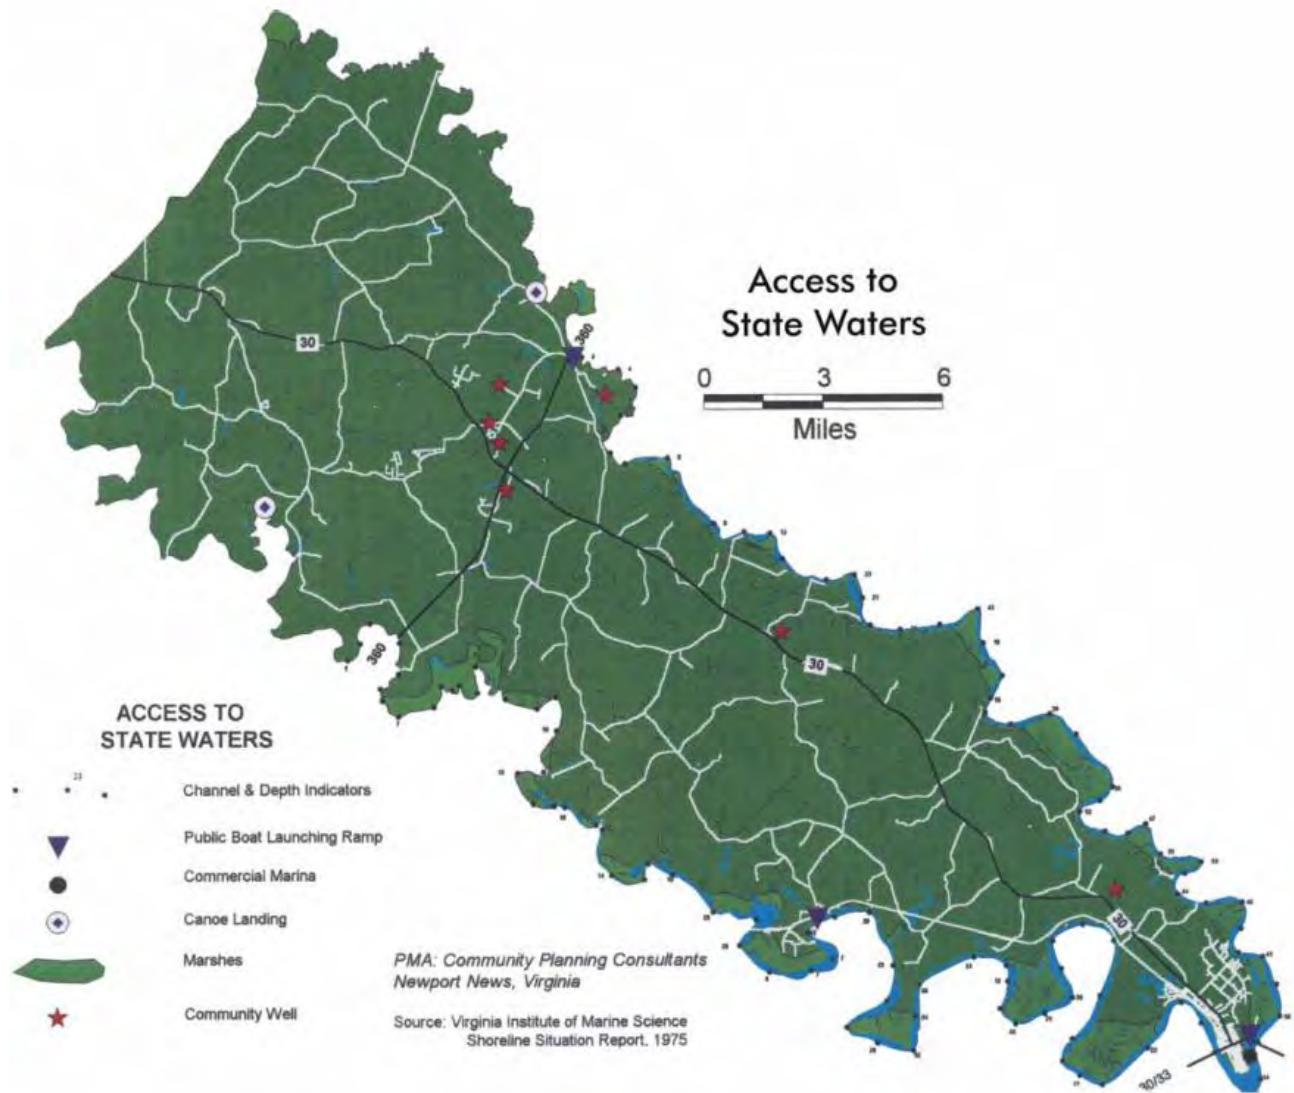 Access to
State Waters
0 3 6
Miles
360
30
30
360
30
30/33
ACCESS TO
STATE WATERS
23
Channel & Depth Indicators
Public Boat Launching Ramp
Commercial Marina
Canoe Landing
Marshes
Community Well
PMA: Community Planning Consultants
Newport News, Virginia
Source: Virginia Institute of Marine Science
Shoreline Situation Report, 1975